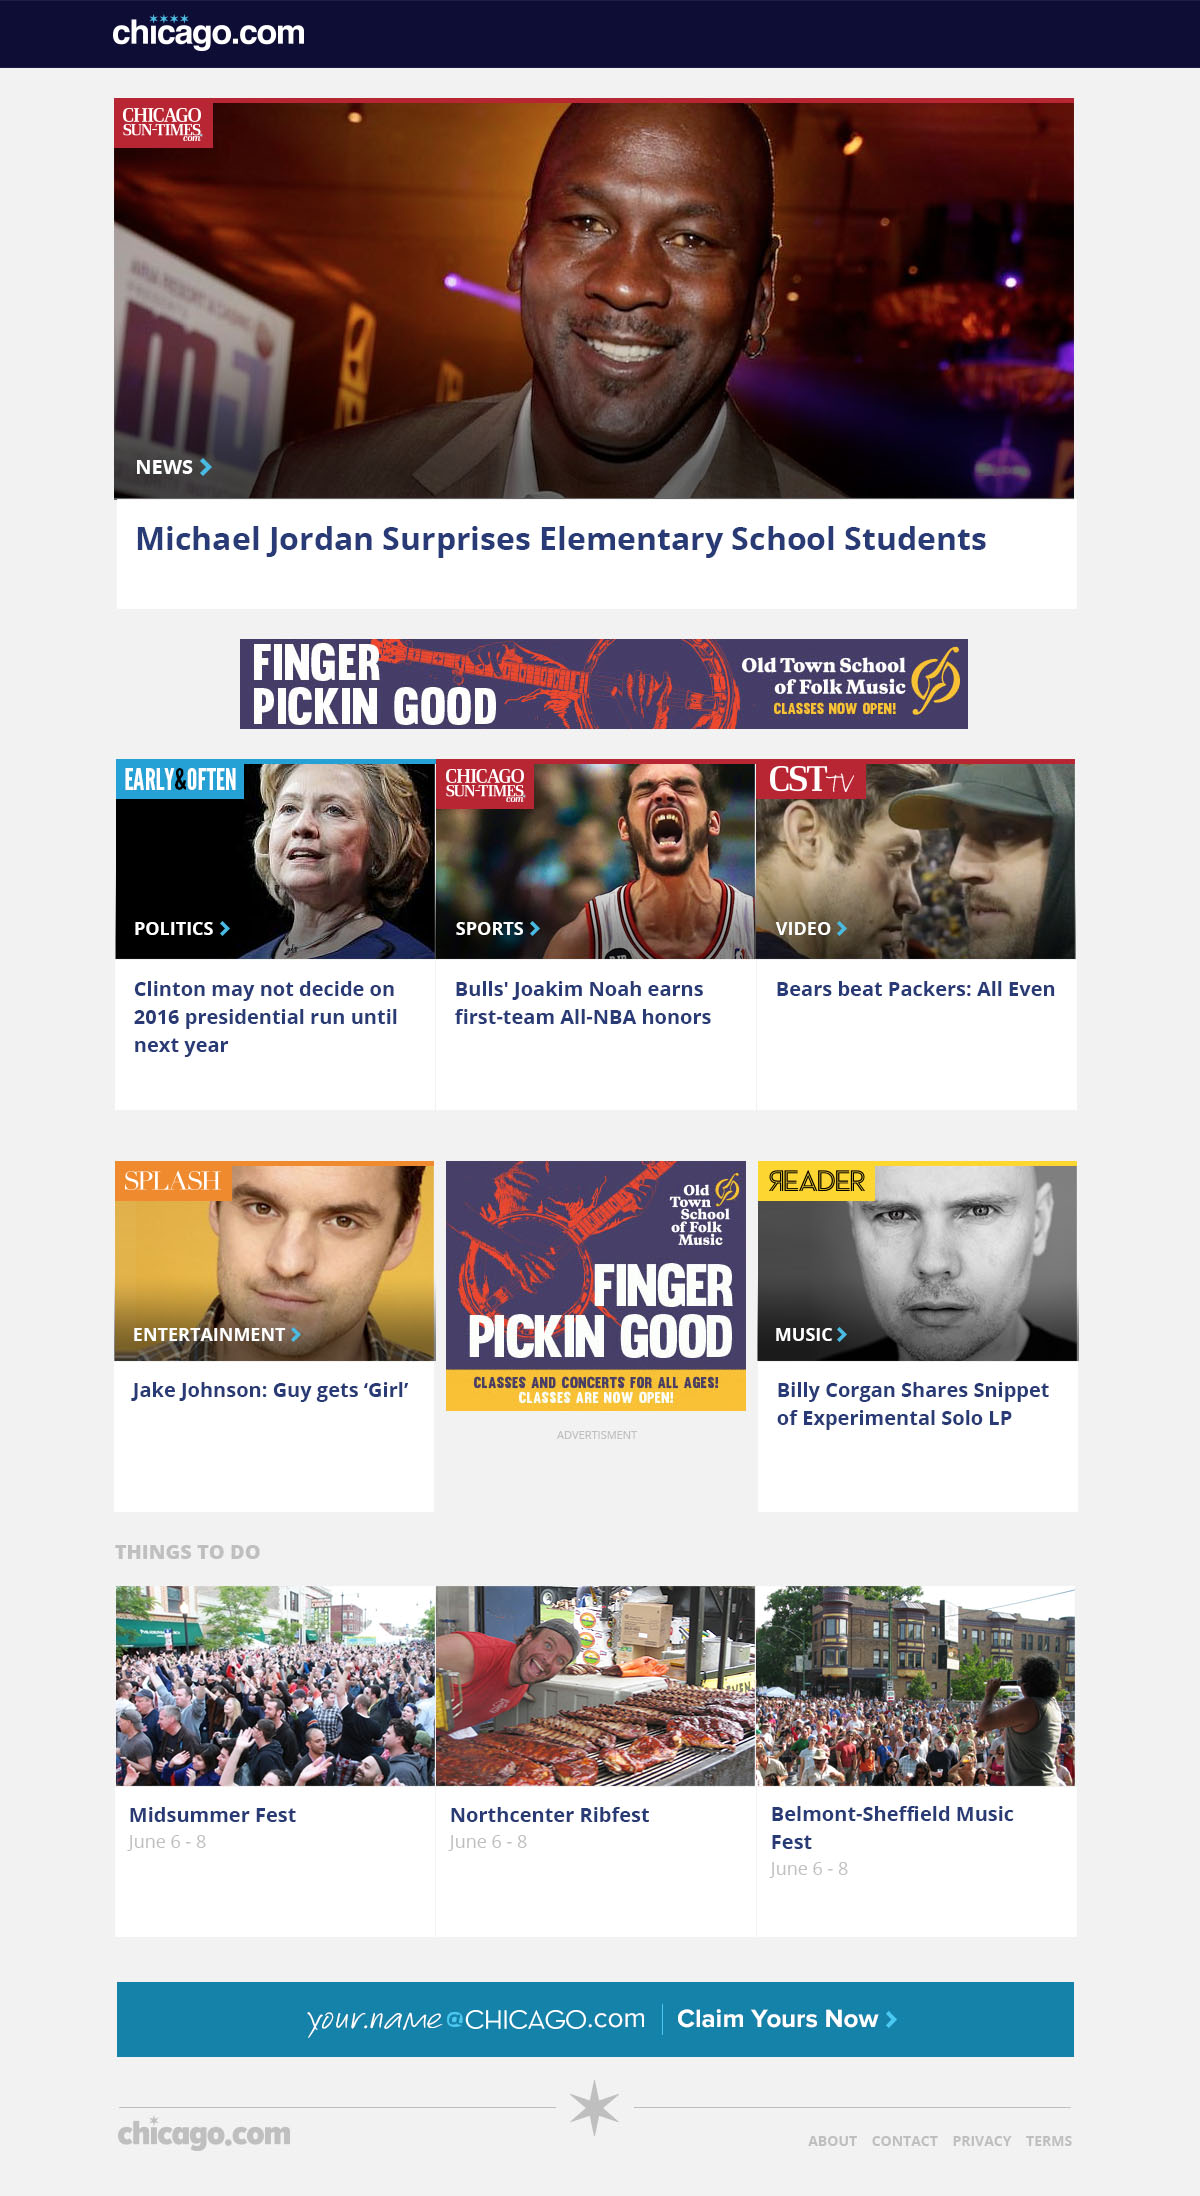 chicago.com
CHICAGO
SUN-TIMES
.com
MJ
NEWS
Michael Jordan Surprises Elementary School Students
FINGER
PICKIN GOOD
Old Town School
of Folk Music
CLASSES NOW OPEN!
EARLY&OFTEN
POLITICS
Clinton may not decide on
2016 presidential run until
next year
CHICAGO
SUN-TIMES
.com
SPORTS
Bulls' Joakim Noah earns
first-team All-NBA honors
CST TV
VIDEO
Bears beat Packers: All Even
SPLASH
ENTERTAINMENT
Jake Johnson: Guy gets ‘Girl’
Old
Town
School
of Folk
Music
FINGER
PICKIN GOOD
CLASSES AND CONCERTS FOR ALL AGES!
CLASSES ARE NOW OPEN!
ADVERTISMENT
READER
MUSIC
Billy Corgan Shares Snippet
of Experimental Solo LP
THINGS TO DO
Midsummer Fest
June 6 - 8
Northcenter Ribfest
June 6 - 8
Belmont-Sheffield Music
Fest
June 6 - 8
your.name@CHICAGO.com
Claim Yours Now
chicago.com
ABOUT CONTACT PRIVACY TERMS